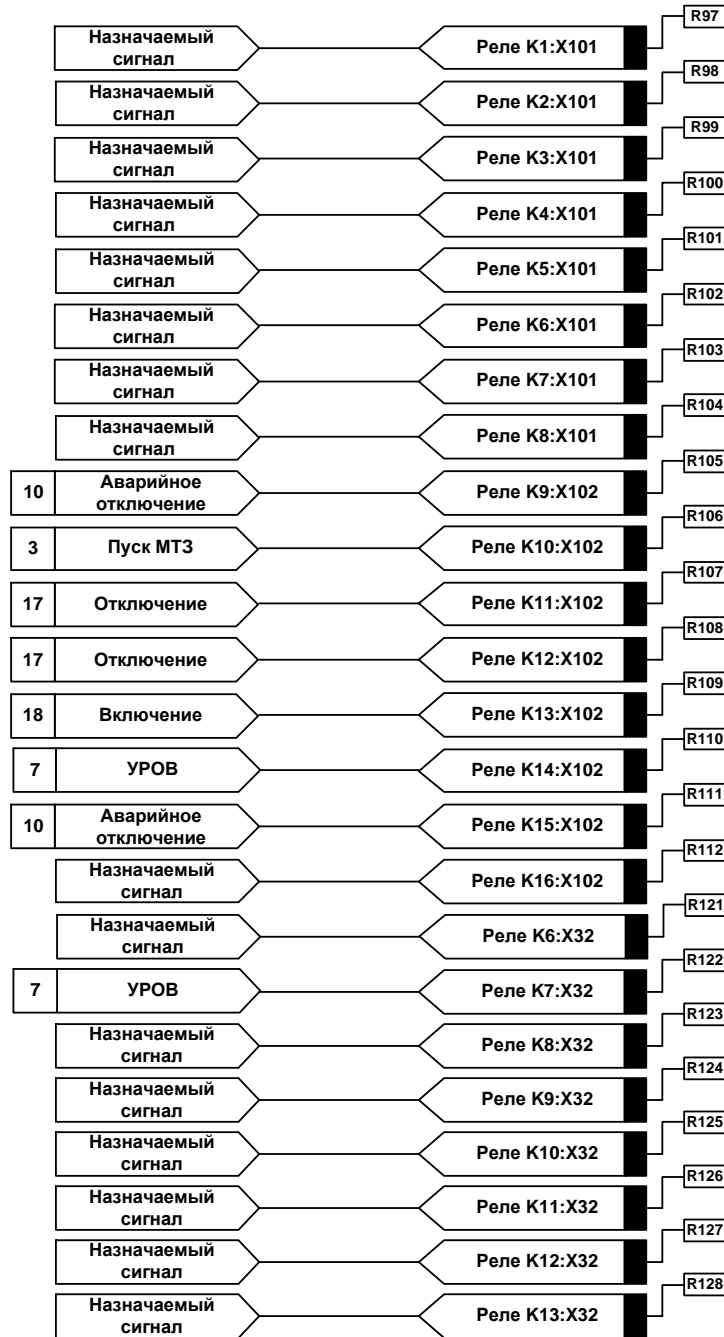 R97
Назначаемый
сигнал
Реле K1:X101
R98
Назначаемый
сигнал
Реле K2:X101
R99
Назначаемый
сигнал
Реле K3:X101
R100
Назначаемый
сигнал
Реле K4:X101
R101
Назначаемый
сигнал
Реле K5:X101
R102
Назначаемый
сигнал
Реле K6:X101
R103
Назначаемый
сигнал
Реле K7:X101
R104
Назначаемый
сигнал
Реле K8:X101
R105
10
Аварийное
отключение
Реле K9:X102
R106
3
Пуск МТЗ
Реле K10:X102
R107
17
Отключение
Реле K11:X102
R108
17
Отключение
Реле K12:X102
R109
18
Включение
Реле K13:X102
R110
7
УРОВ
Реле K14:X102
R111
10
Аварийное
отключение
Реле K15:X102
R112
Назначаемый
сигнал
Реле K16:X102
R121
Назначаемый
сигнал
Реле K6:X32
R122
7
УРОВ
Реле K7:X32
R123
Назначаемый
сигнал
Реле K8:X32
R124
Назначаемый
сигнал
Реле K9:X32
R125
Назначаемый
сигнал
Реле K10:X32
R126
Назначаемый
сигнал
Реле K11:X32
R127
Назначаемый
сигнал
Реле K12:X32
R128
Назначаемый
сигнал
Реле K13:X32